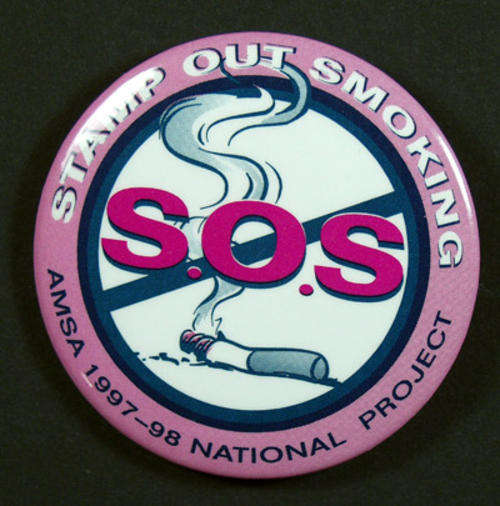 STAMP OUT SMOKING
S.O.S
AMSA 1997-98 NATIONAL PROJECT